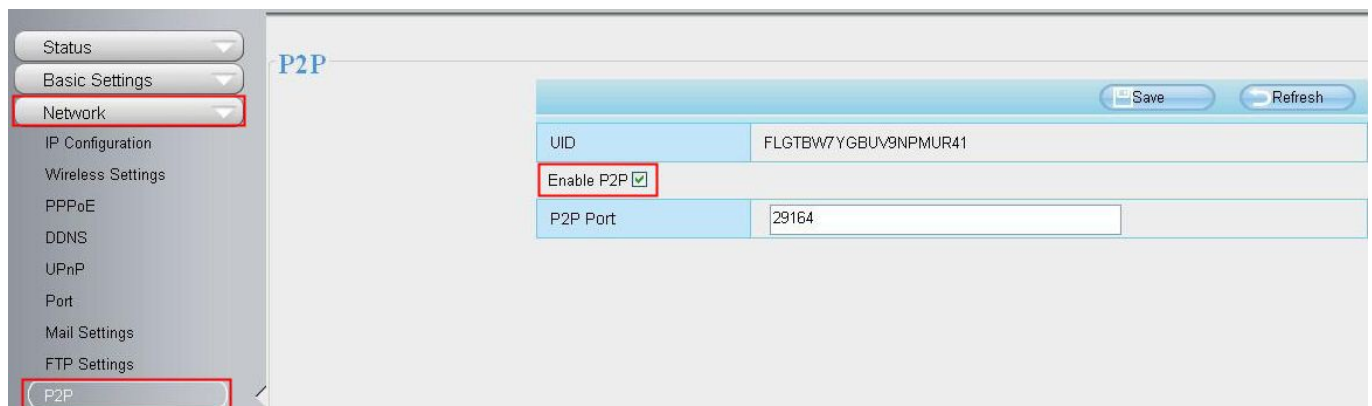 Status
Basic Settings
Network
IP Configuration
Wireless Settings
PPPoE
DDNS
UPnP
Port
Mail Settings
FTP Settings
P2P
P2P
Save Refresh
UID FLGTBW7YGBUV9NPMUR41
Enable P2P
P2P Port 29164